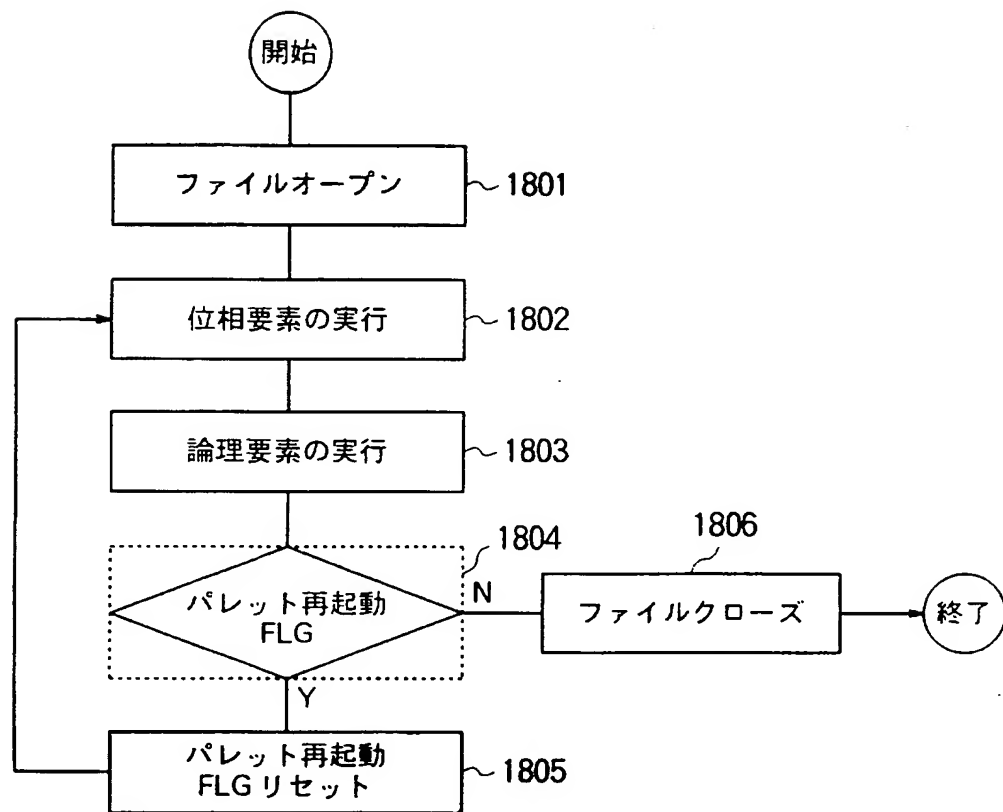 開始
ファイルオープン
1801
位相要素の実行
1802
論理要素の実行
1803
1804
パレット再起動
FLG
N
Y
1806
ファイルクローズ
終了
パレット再起動
FLG リセット
1805